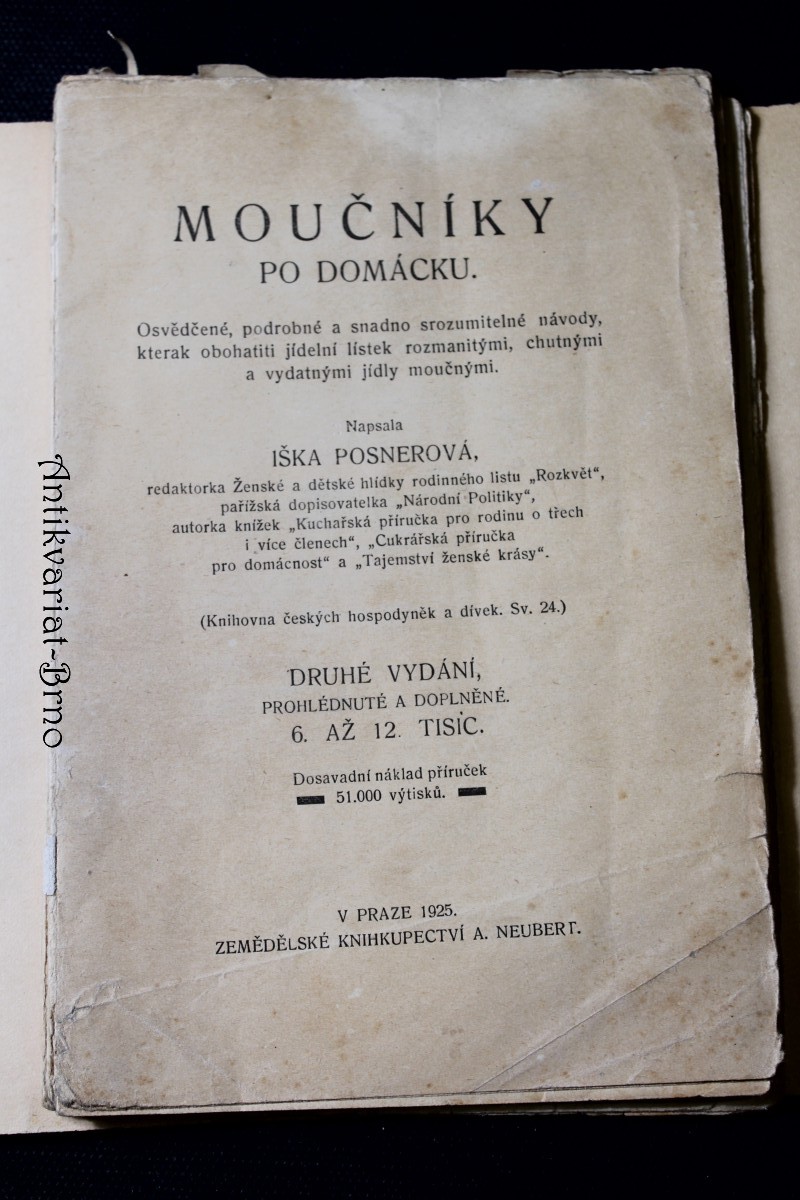 MOUČNÍKY
PO DOMÁCKU.
Osvědčené, podrobné a snadno srozumitelné návody,
kterak obohatiti jídelní lístek rozmanitými, chutnými
a vydatnými jídly moučnými.
Napsala
IŠKA POSNEROVÁ,
redaktorka Ženské a dětské hlídky rodinného listu „Rozkvět“,
pařížská dopisovatelka „Národní Politiky“,
autorka knížek „Kuchařská příručka pro rodinu o třech
i více členech“, „Cukrářská příručka
pro domácnost“ a „Tajemství ženské krásy“.
(Knihovna českých hospodyněk a dívek. Sv. 24.)
DRUHÉ VYDÁNÍ,
PROHLÉDNUTÉ A DOPLNĚNÉ.
6. AŽ 12. TISÍC.
Dosavadní náklad příruček
51.000 výtisků.
V PRAZE 1925.
ZEMĚDĚLSKÉ KNIHKUPECTVÍ A. NEUBERT.
Antikvariat-Brno